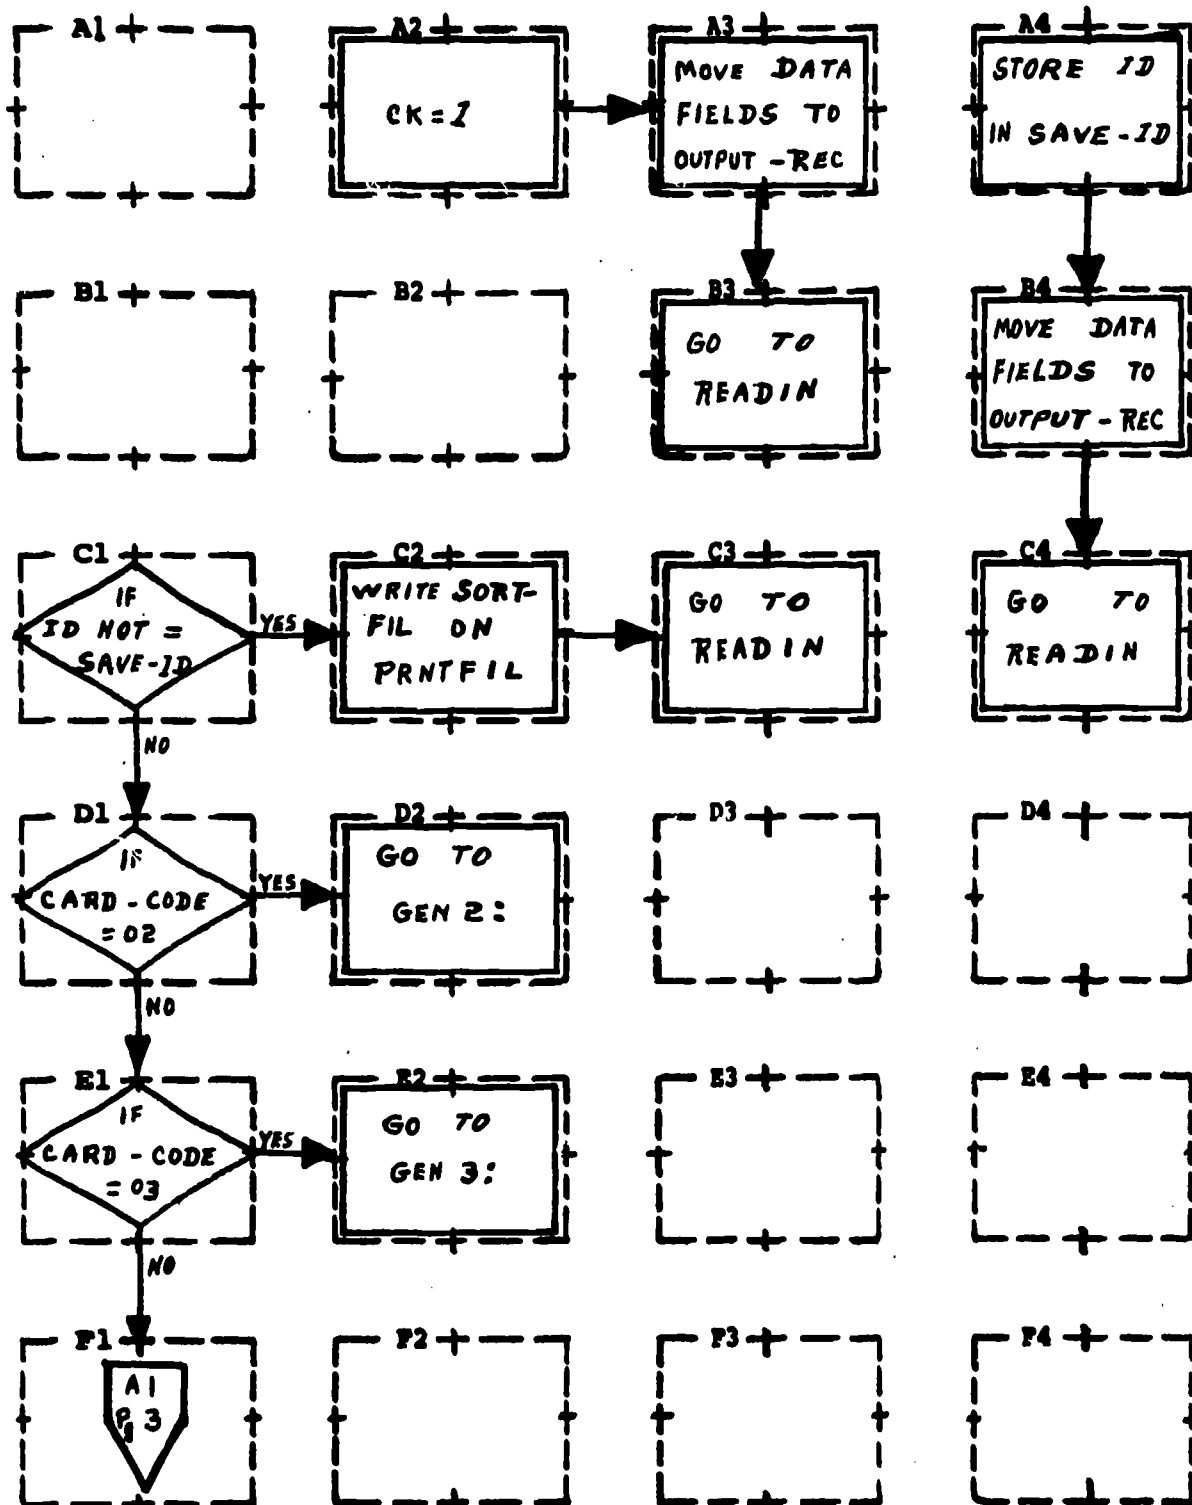 A1
A2
CK = 1
A3
MOVE DATA
FIELDS TO
OUTPUT - REC
A4
STORE ID
IN SAVE - ID
B1
B2
B3
GO TO
READIN
B4
MOVE DATA
FIELDS TO
OUTPUT - REC
C1
IF
ID NOT =
SAVE-ID
YES
NO
C2
WRITE SORT-
FIL ON
PRNTFIL
C3
GO TO
READIN
C4
GO TO
READIN
D1
IF
CARD - CODE
= 02
YES
NO
D2
GO TO
GEN 2:
D3
D4
E1
IF
CARD - CODE
= 03
YES
NO
E2
GO TO
GEN 3:
E3
E4
F1
A1
Pg 3
F2
F3
F4